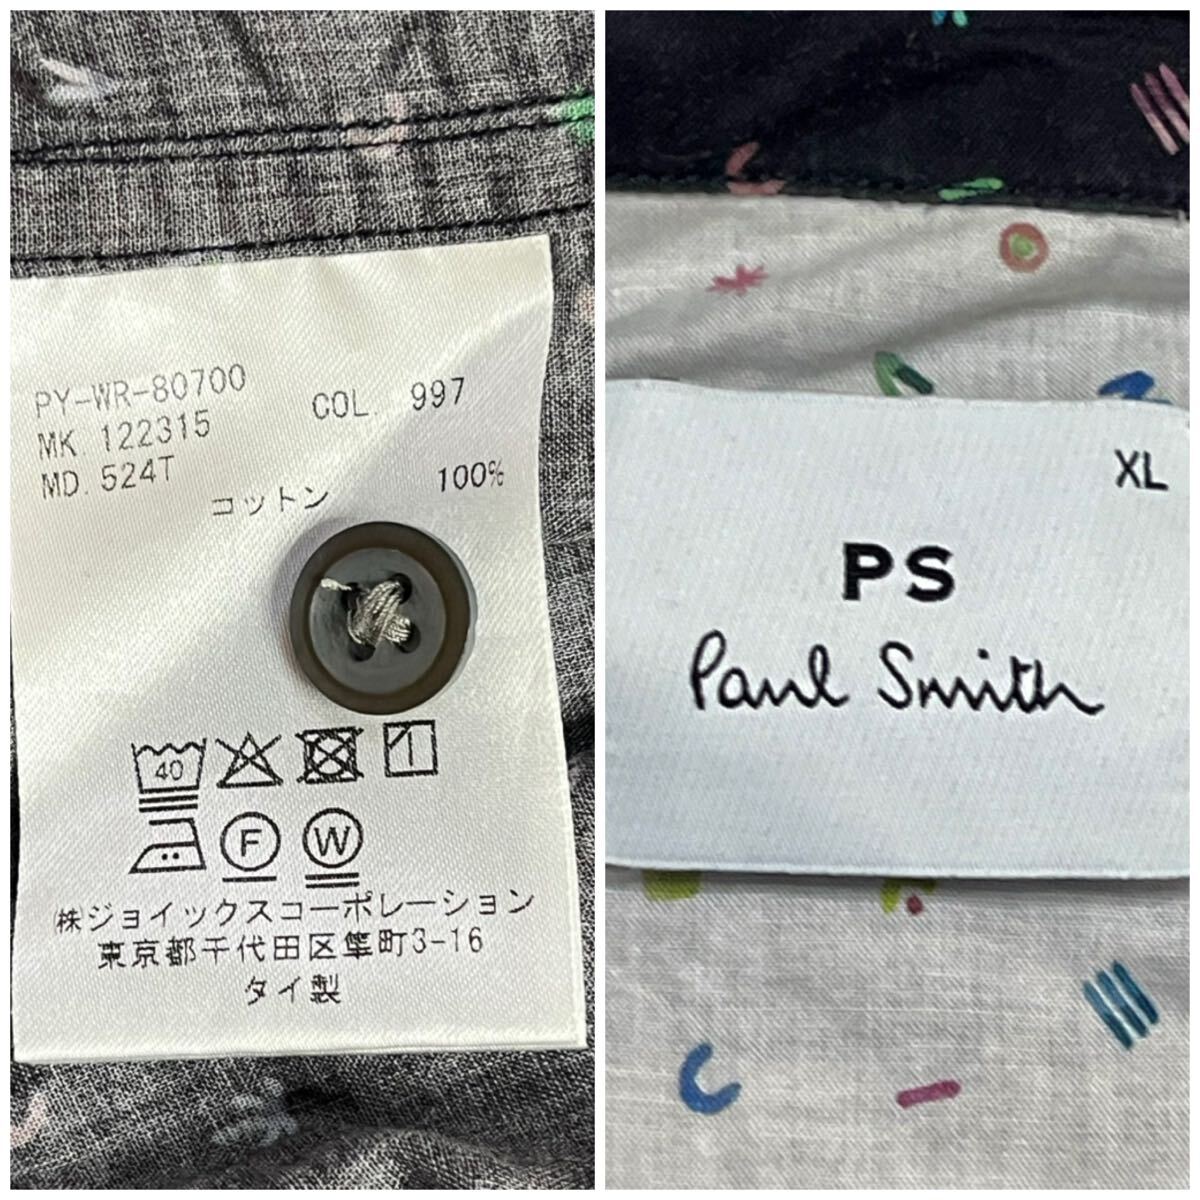 PY-WR-80700 COL. 997
MK. 122315
MD. 524T
コットン 100%
40
F W
㈱ジョイックスコーポレーション
東京都千代田区隼町3-16
タイ製
XL
PS
Paul Smith